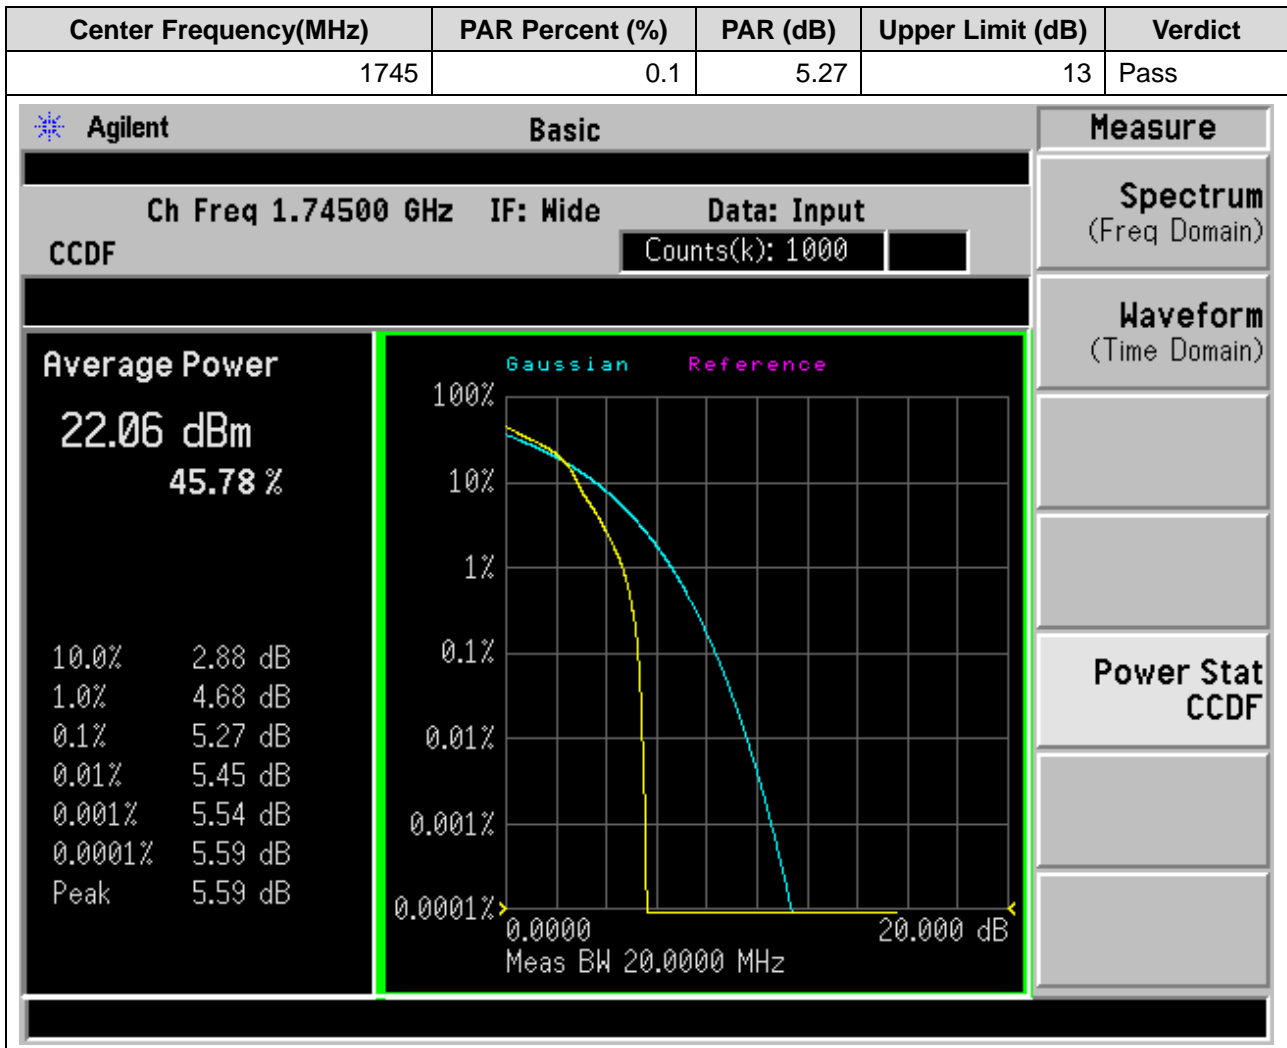 Center Frequency(MHz) PAR Percent (%) PAR (dB) Upper Limit (dB) Verdict
1745 0.1 5.27 13 Pass
Agilent Basic Measure
Ch Freq 1.74500 GHz IF: Wide Data: Input
CCDF Counts(k): 1000
Average Power
22.06 dBm
45.78 %
10.0% 2.88 dB
1.0% 4.68 dB
0.1% 5.27 dB
0.01% 5.45 dB
0.001% 5.54 dB
0.0001% 5.59 dB
Peak 5.59 dB
Gaussian Reference
100%
10%
1%
0.1%
0.01%
0.001%
0.0001%
0.0000 20.000 dB
Meas BW 20.0000 MHz
Spectrum
(Freq Domain)
Waveform
(Time Domain)
Power Stat
CCDF